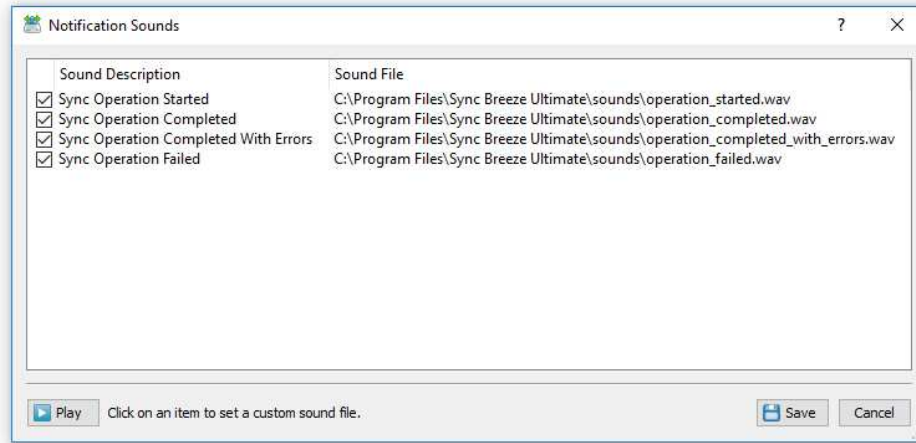 Notification Sounds ?
Sound Description Sound File
Sync Operation Started C:\Program Files\Sync Breeze Ultimate\sounds\operation_started.wav
Sync Operation Completed C:\Program Files\Sync Breeze Ultimate\sounds\operation_completed.wav
Sync Operation Completed With Errors C:\Program Files\Sync Breeze Ultimate\sounds\operation_completed_with_errors.wav
Sync Operation Failed C:\Program Files\Sync Breeze Ultimate\sounds\operation_failed.wav
Play Click on an item to set a custom sound file. Save Cancel